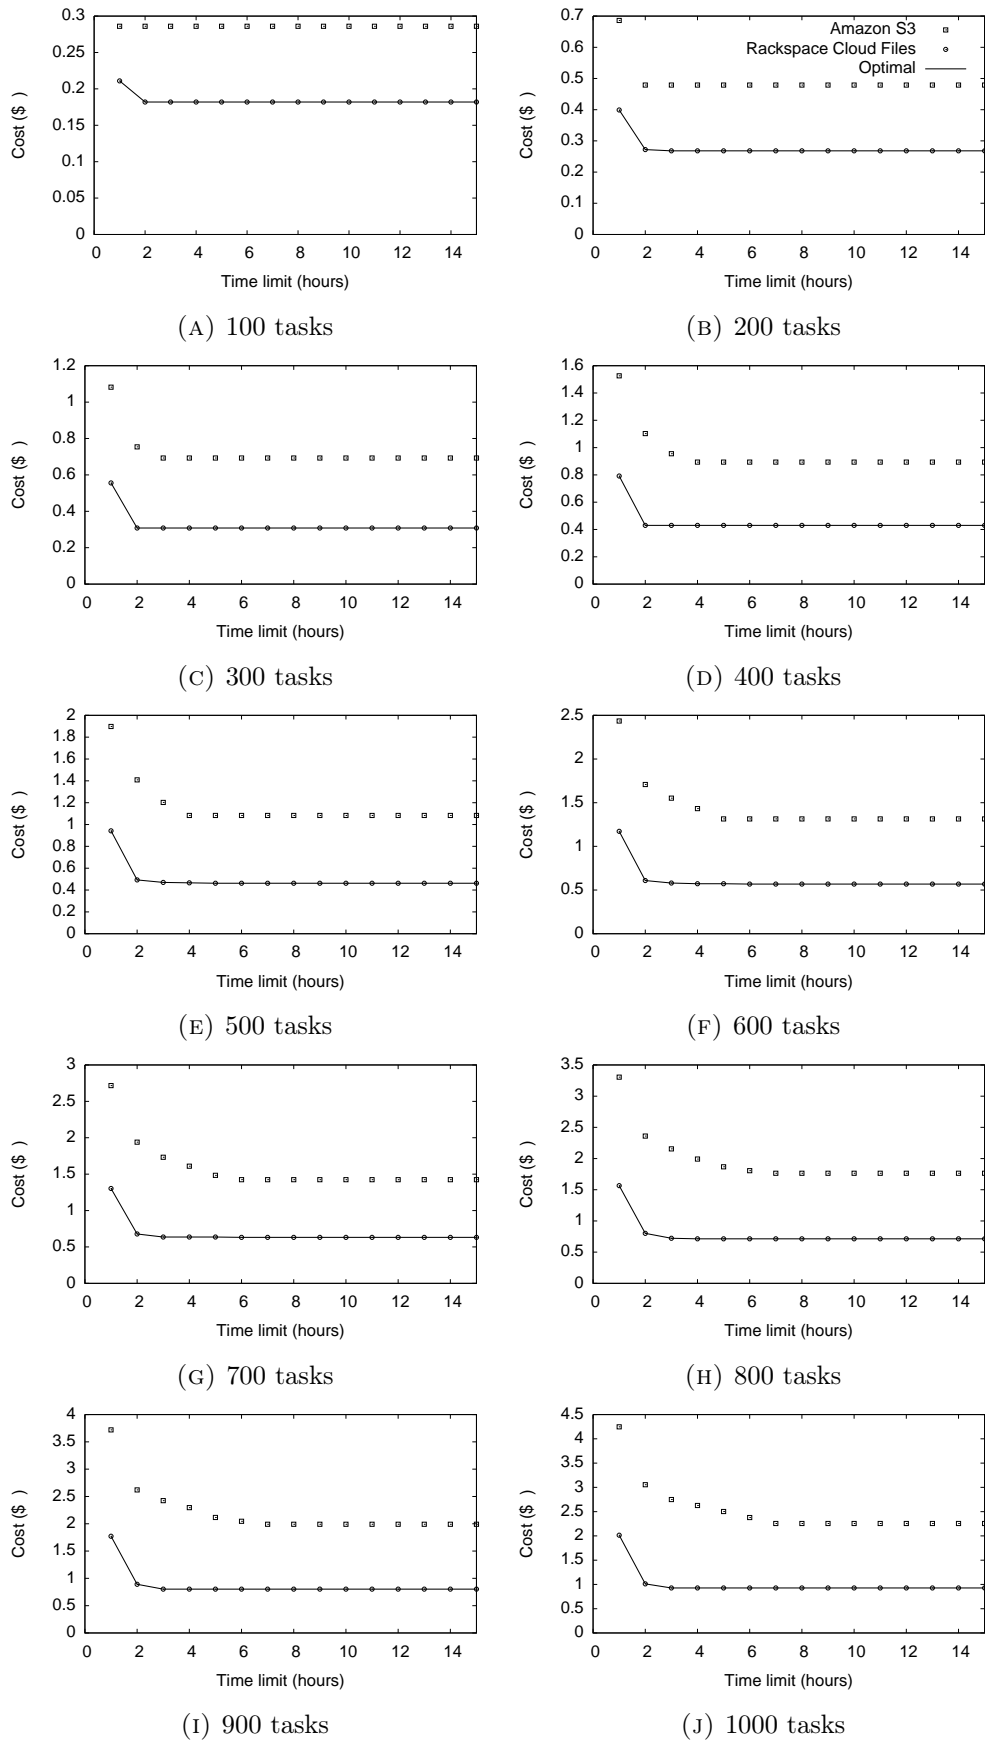 0.3
0.25
0.2
0.15
0.1
0.05
0
Cost ($ )
0 2 4 6 8 10 12 14
Time limit (hours)
(A) 100 tasks
0.7
0.6
0.5
0.4
0.3
0.2
0.1
0
Cost ($ )
Amazon S3
Rackspace Cloud Files
Optimal
0 2 4 6 8 10 12 14
Time limit (hours)
(B) 200 tasks
1.2
1
0.8
0.6
0.4
0.2
0
Cost ($ )
0 2 4 6 8 10 12 14
Time limit (hours)
(C) 300 tasks
1.6
1.4
1.2
1
0.8
0.6
0.4
0.2
0
Cost ($ )
0 2 4 6 8 10 12 14
Time limit (hours)
(D) 400 tasks
2
1.8
1.6
1.4
1.2
1
0.8
0.6
0.4
0.2
0
Cost ($ )
0 2 4 6 8 10 12 14
Time limit (hours)
(E) 500 tasks
2.5
2
1.5
1
0.5
0
Cost ($ )
0 2 4 6 8 10 12 14
Time limit (hours)
(F) 600 tasks
3
2.5
2
1.5
1
0.5
0
Cost ($ )
0 2 4 6 8 10 12 14
Time limit (hours)
(G) 700 tasks
3.5
3
2.5
2
1.5
1
0.5
0
Cost ($ )
0 2 4 6 8 10 12 14
Time limit (hours)
(H) 800 tasks
4
3.5
3
2.5
2
1.5
1
0.5
0
Cost ($ )
0 2 4 6 8 10 12 14
Time limit (hours)
(I) 900 tasks
4.5
4
3.5
3
2.5
2
1.5
1
0.5
0
Cost ($ )
0 2 4 6 8 10 12 14
Time limit (hours)
(J) 1000 tasks